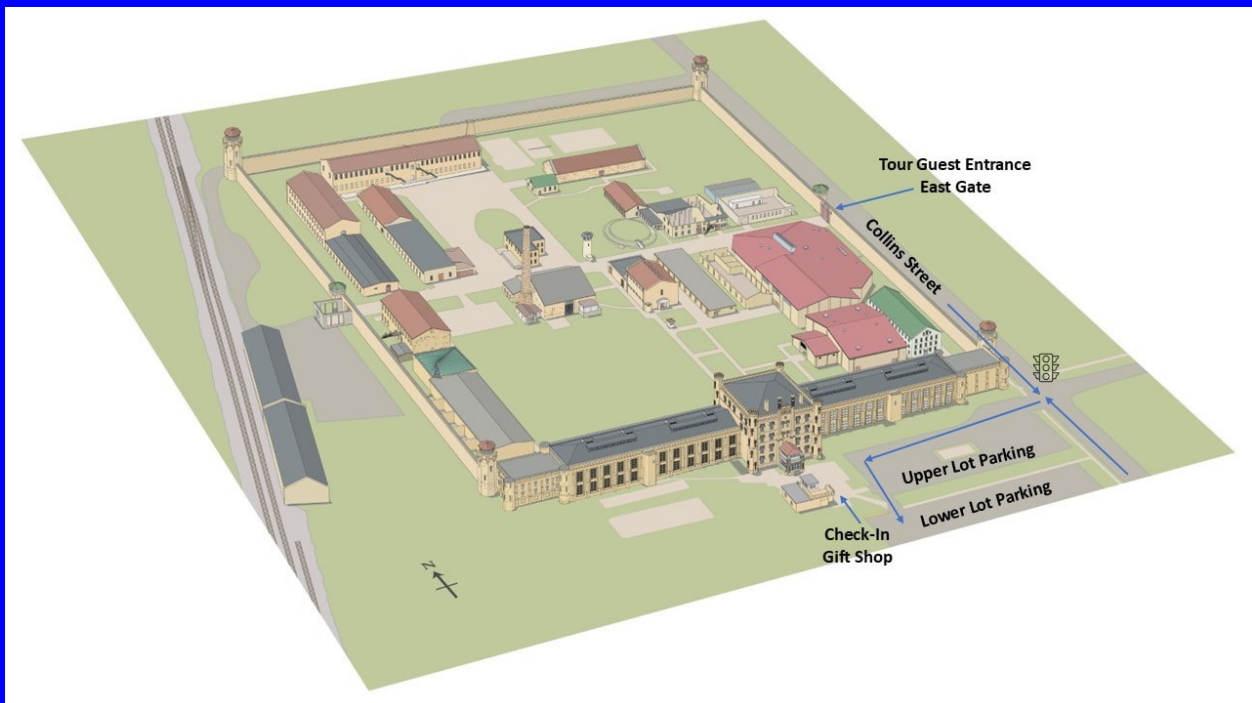 Tour Guest Entrance
East Gate
Collins Street
Upper Lot Parking
Lower Lot Parking
Check-In
Gift Shop
N